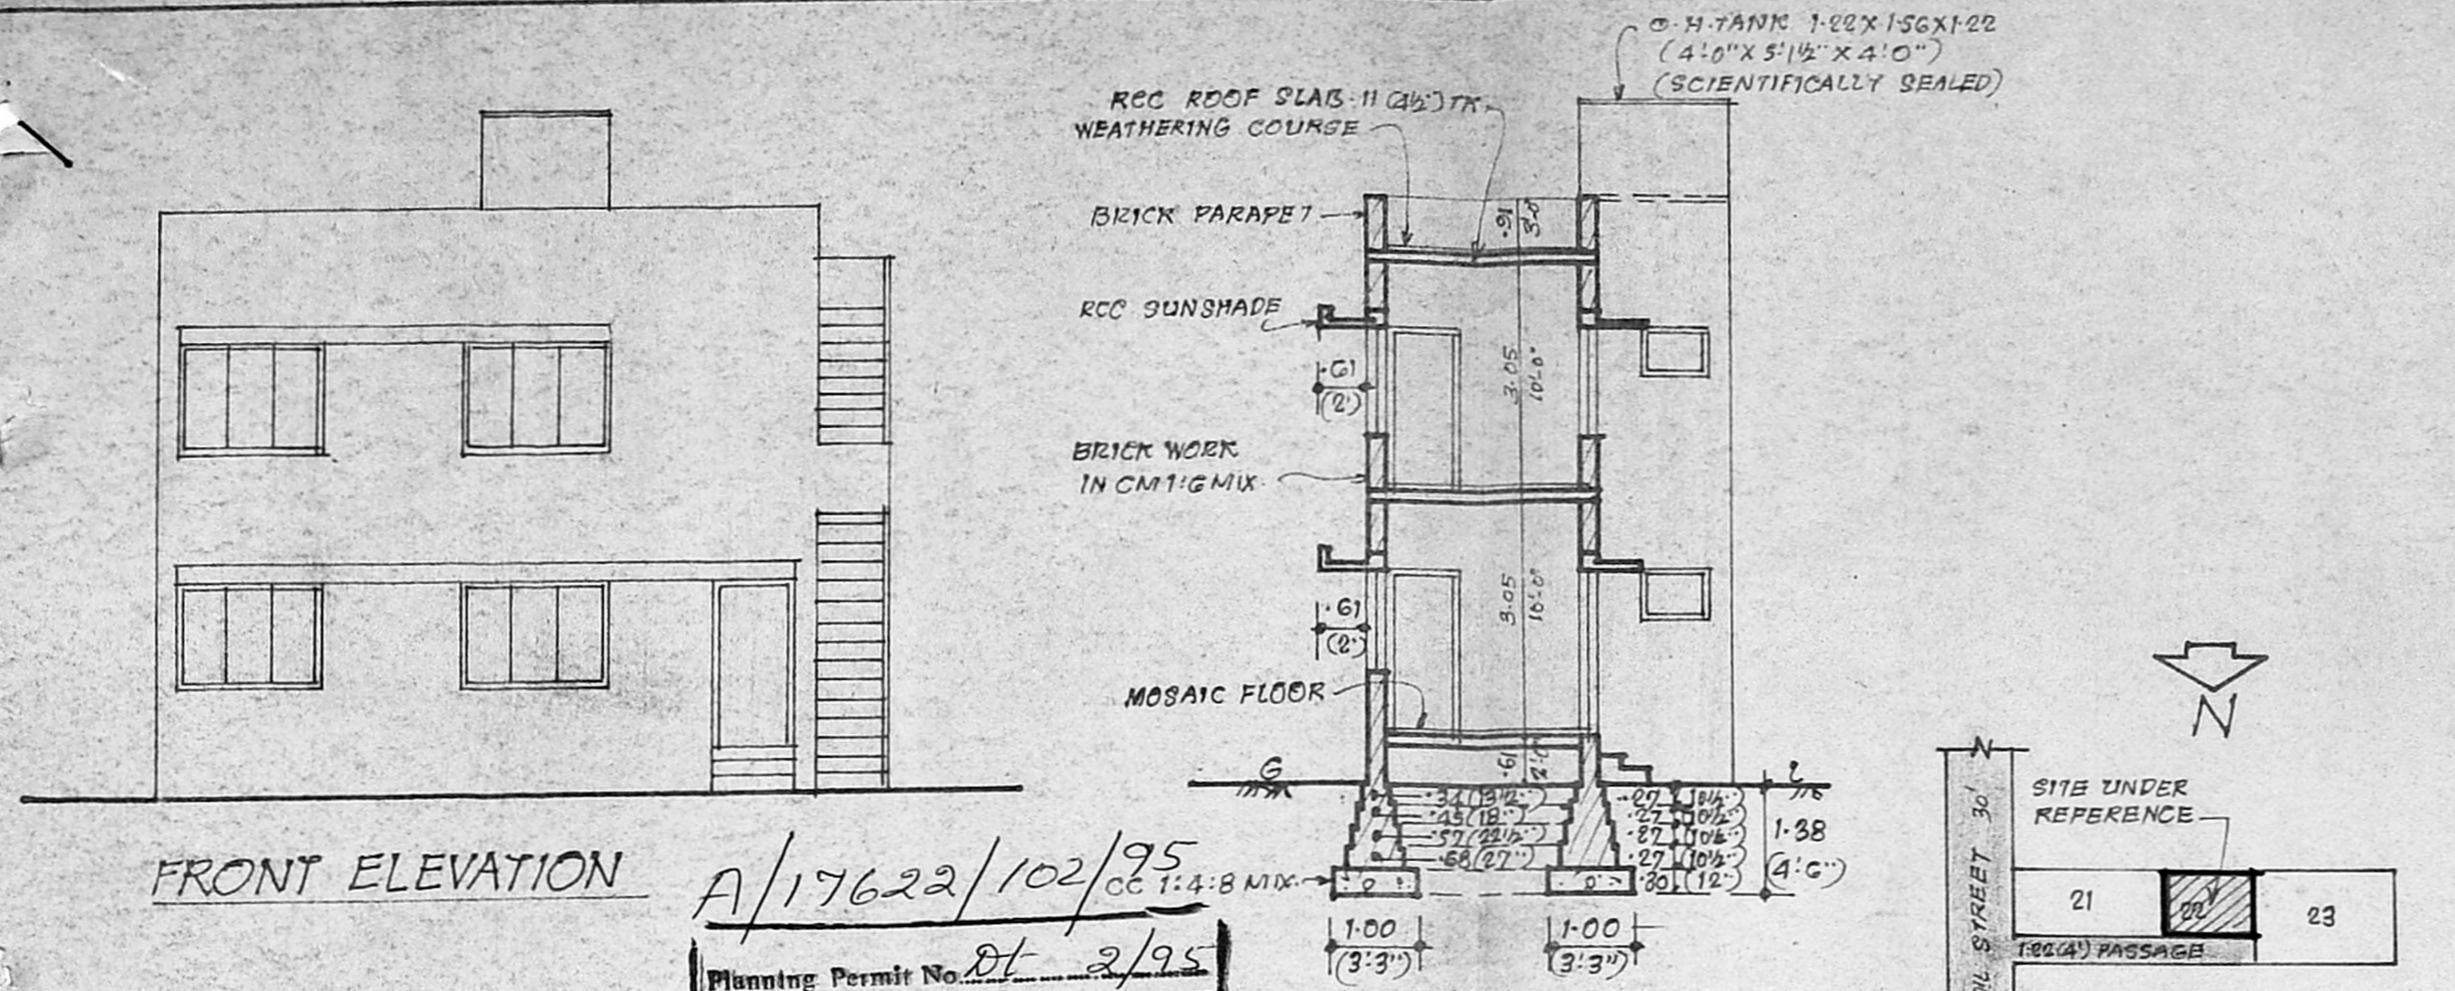 O.H.TANK 1.22X1.56X1.22
(4'.0"X5'.1½"X4'.0")
(SCIENTIFICALLY SEALED)
RCC ROOF SLAB .11 (4½") TK.
WEATHERING COURSE
BRICK PARAPET
.91
3'.0"
RCC SUNSHADE
.61
(2')
3.05
10'.0"
BRICK WORK
IN CM 1:6 MIX.
.61
(2')
3.05
10'.0"
MOSAIC FLOOR
.61
2'.0"
G
L
.34(13½")
.45(18")
.57(22½")
.68(27")
.27 (10½")
.27 (10½")
.27 (10½")
.27 (10½")
.30 (12")
1.38
(4'.6")
CC 1:4:8 MIX.
1.00
(3'.3")
1.00
(3'.3")
FRONT ELEVATION
A/17622/102/95
Planning Permit No. Dt 2/95
N
N
SITE UNDER
REPERENCE
21
22
23
1.22(4') PASSAGE
STREET 30'